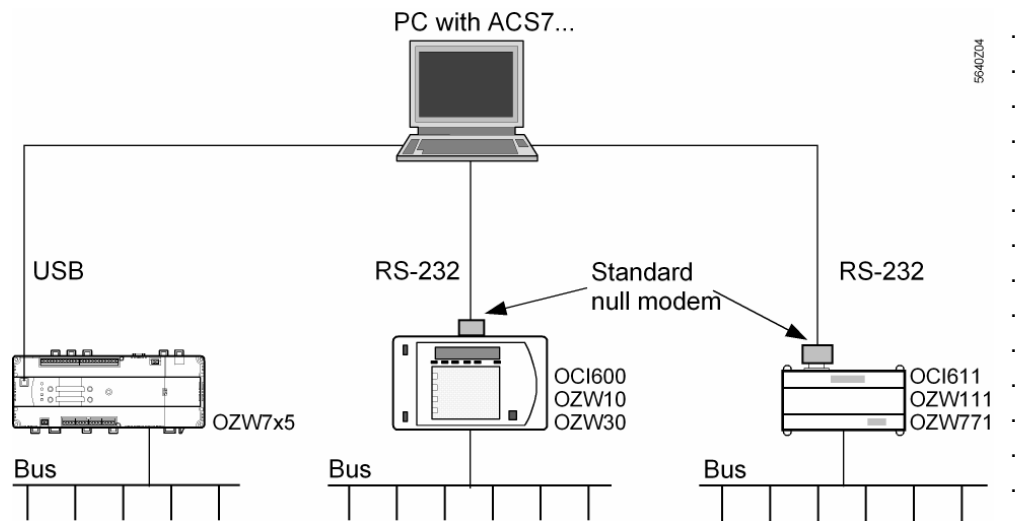 PC with ACS7...
5640Z04
USB
RS-232
Standard
null modem
RS-232
OZW7x5
OCI600
OZW10
OZW30
OCI611
OZW111
OZW771
Bus
Bus
Bus